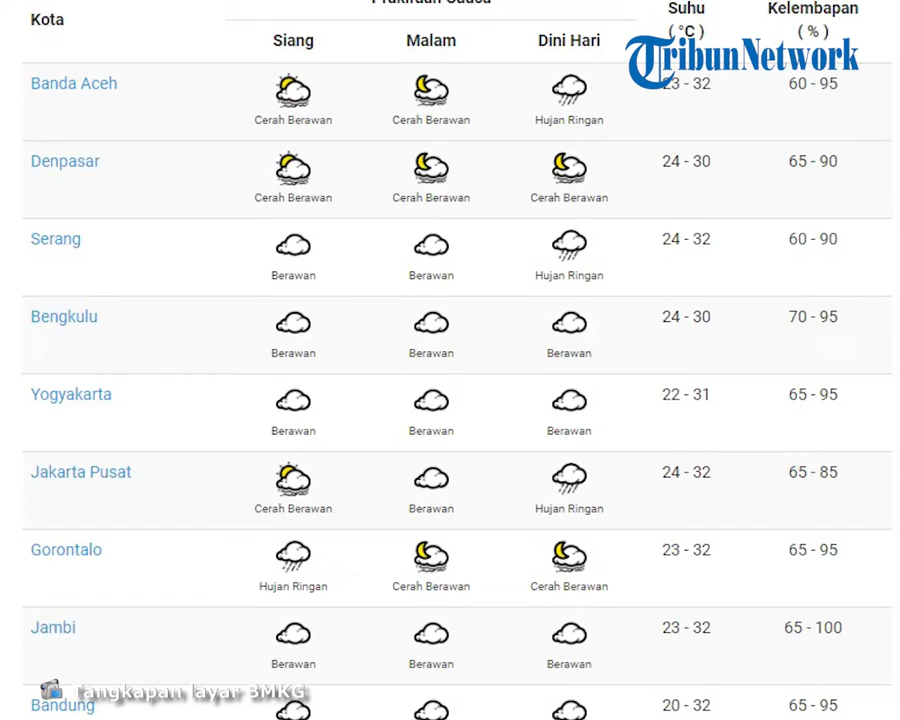 Kota
Prakiraan Cuaca
Suhu
( °C )
Kelembapan
( % )
Siang
Malam
Dini Hari
TribunNetwork
Banda Aceh
23 - 32
60 - 95
Cerah Berawan
Cerah Berawan
Hujan Ringan
Denpasar
24 - 30
65 - 90
Cerah Berawan
Cerah Berawan
Cerah Berawan
Serang
24 - 32
60 - 90
Berawan
Berawan
Hujan Ringan
Bengkulu
24 - 30
70 - 95
Berawan
Berawan
Berawan
Yogyakarta
22 - 31
65 - 95
Berawan
Berawan
Berawan
Jakarta Pusat
24 - 32
65 - 85
Cerah Berawan
Berawan
Hujan Ringan
Gorontalo
23 - 32
65 - 95
Hujan Ringan
Cerah Berawan
Cerah Berawan
Jambi
23 - 32
65 - 100
Berawan
Berawan
Berawan
Tangkapan layar BMKG
Bandung
20 - 32
65 - 95